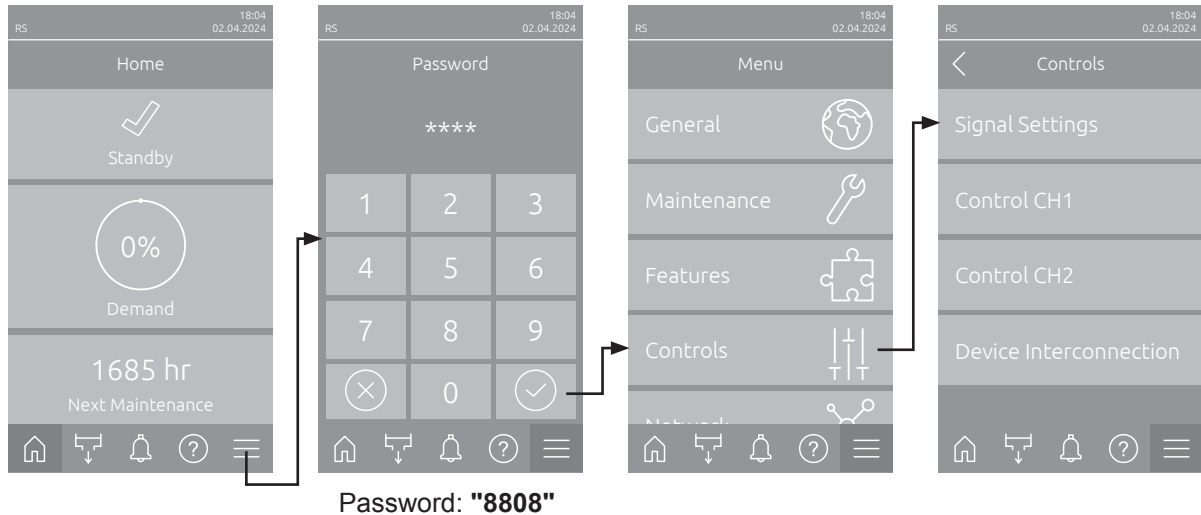 18:04
RS 02.04.2024
Home
Standby
0%
Demand
1685 hr
Next Maintenance
?
18:04
RS 02.04.2024
Password
****
1 2 3
4 5 6
7 8 9
0
?
Password: "8808"
18:04
RS 02.04.2024
Menu
General
Maintenance
Features
Controls
Network
?
18:04
RS 02.04.2024
Controls
Signal Settings
Control CH1
Control CH2
Device Interconnection
?